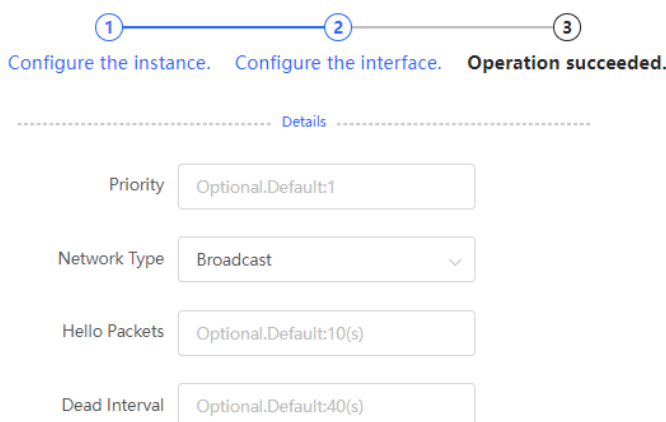 1 2 3
Configure the instance. Configure the interface. Operation succeeded.
Details
Priority Optional.Default:1
Network Type Broadcast
Hello Packets Optional.Default:10(s)
Dead Interval Optional.Default:40(s)